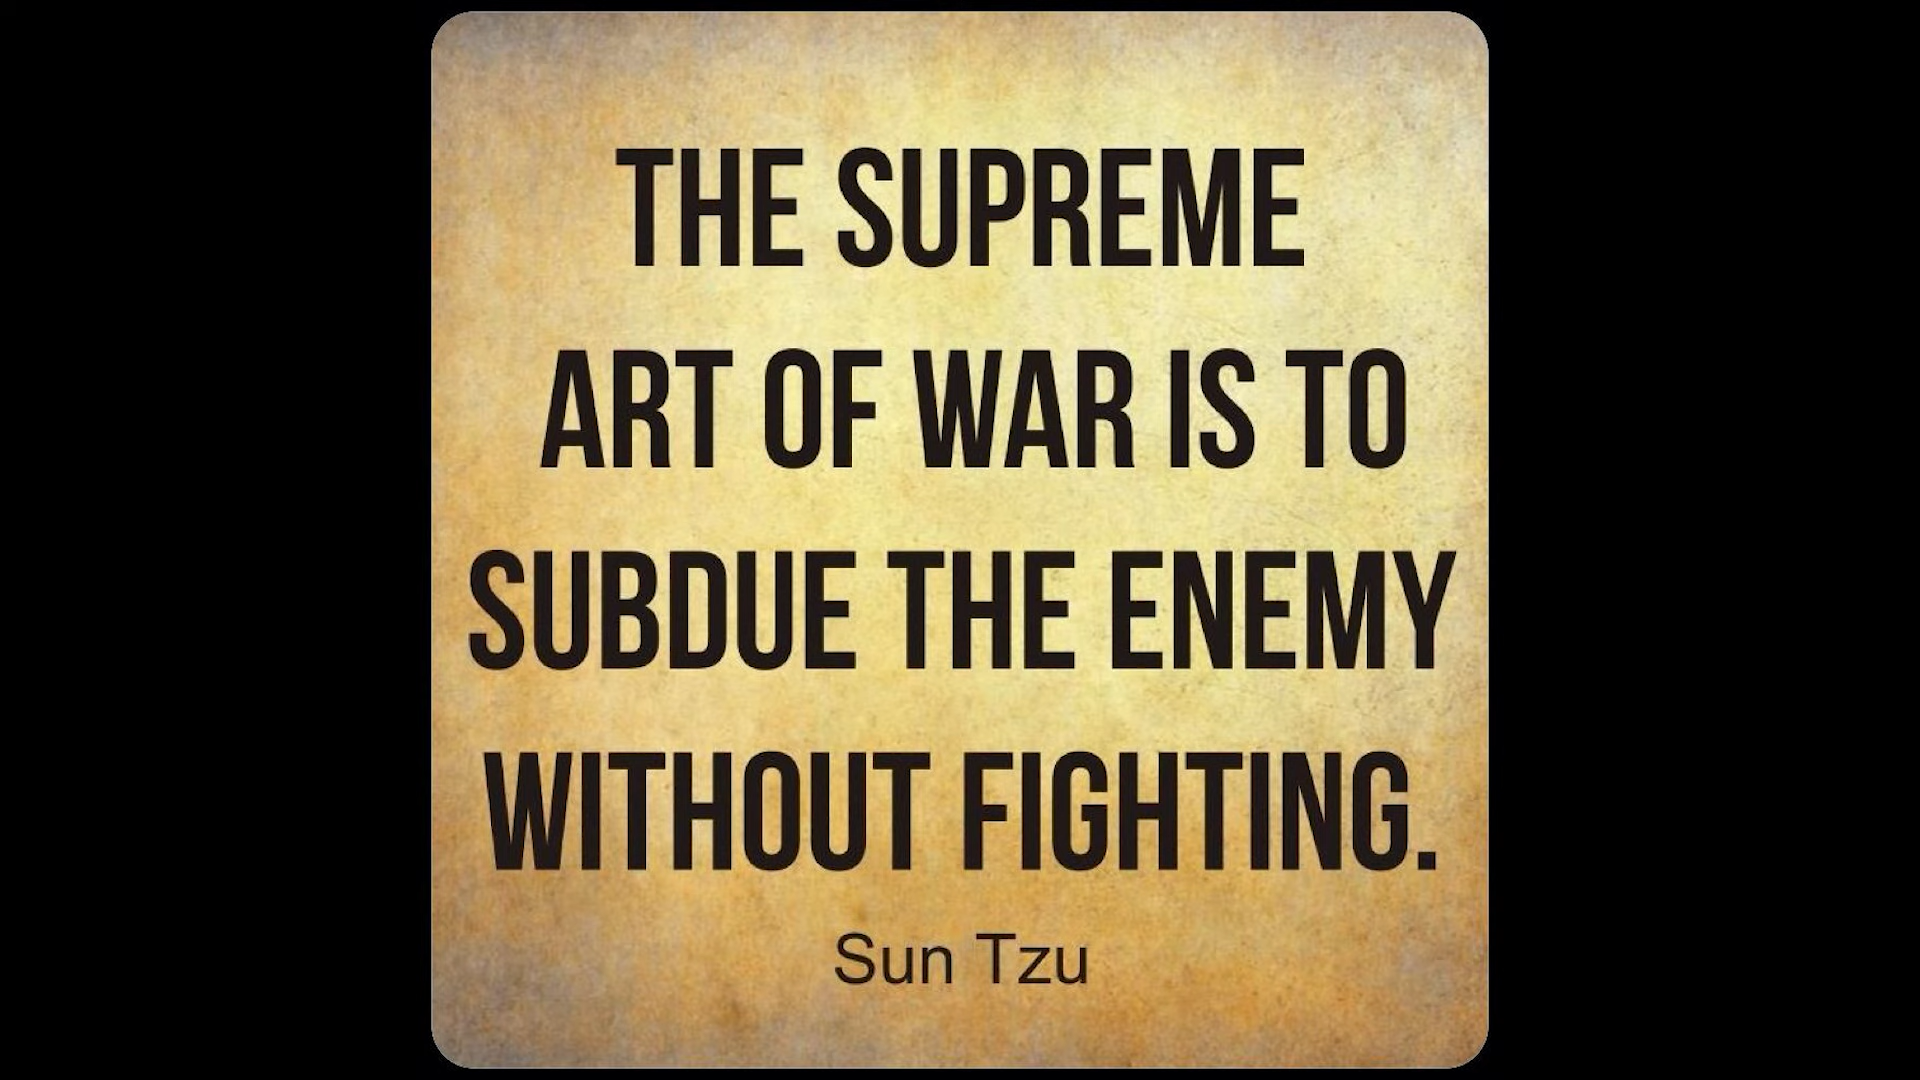 THE SUPREME
ART OF WAR IS TO
SUBDUE THE ENEMY
WITHOUT FIGHTING.
Sun Tzu